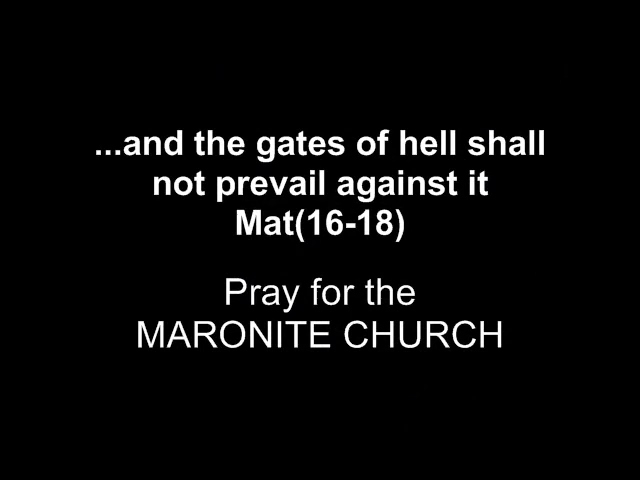 ...and the gates of hell shall
not prevail against it
Mat(16-18)
Pray for the
MARONITE CHURCH